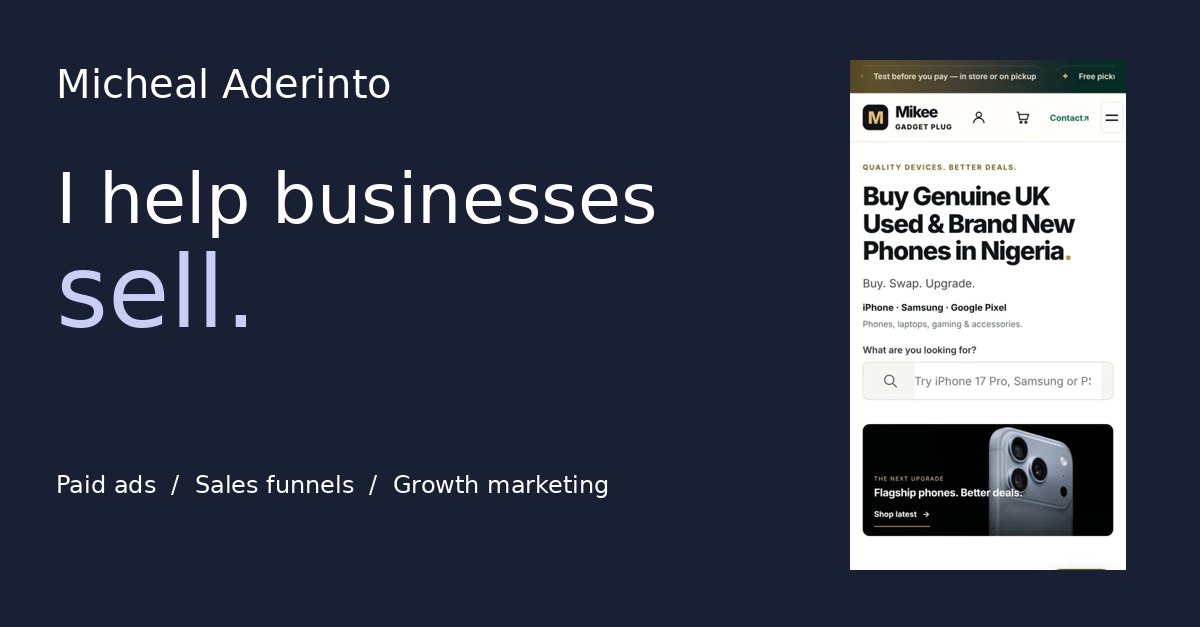 Micheal Aderinto
I help businesses
sell.
Paid ads / Sales funnels / Growth marketing
Test before you pay — in store or on pickup
Free
M
Mikee
GADGET PLUG
Contact↗
QUALITY DEVICES. BETTER DEALS.
Buy Genuine UK
Used & Brand New
Phones in Nigeria.
Buy. Swap. Upgrade.
iPhone · Samsung · Google Pixel
Phones, laptops, gaming & accessories.
What are you looking for?
Try iPhone 17 Pro, Samsung or
THE NEXT UPGRADE
Flagship phones. Better deals.
Shop latest →